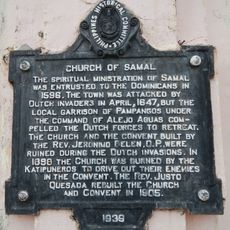 PHILIPPINES HISTORICAL
COMMITTEE
CHURCH OF SAMAL
THE SPIRITUAL MINISTRATION OF SAMAL
WAS ENTRUSTED TO THE DOMINICANS IN
1596. THE TOWN WAS ATTACKED BY
DUTCH INVADERS IN APRIL, 1647, BUT THE
LOCAL GARRISON OF PAMPANGOS UNDER
THE COMMAND OF ALEJO AGUAS COM-
PELLED THE DUTCH FORCES TO RETREAT.
THE CHURCH AND THE CONVENT BUILT BY
THE REV. JERONIMO BELEN, O.P., WERE
RUINED DURING THE DUTCH INVASIONS. IN
1898 THE CHURCH WAS BURNED BY THE
KATIPUNEROS TO DRIVE OUT THEIR ENEMIES
IN THE CONVENT. THE REV. JUSTO
QUESADA REBUILT THE CHURCH
AND CONVENT IN 1905.
1939